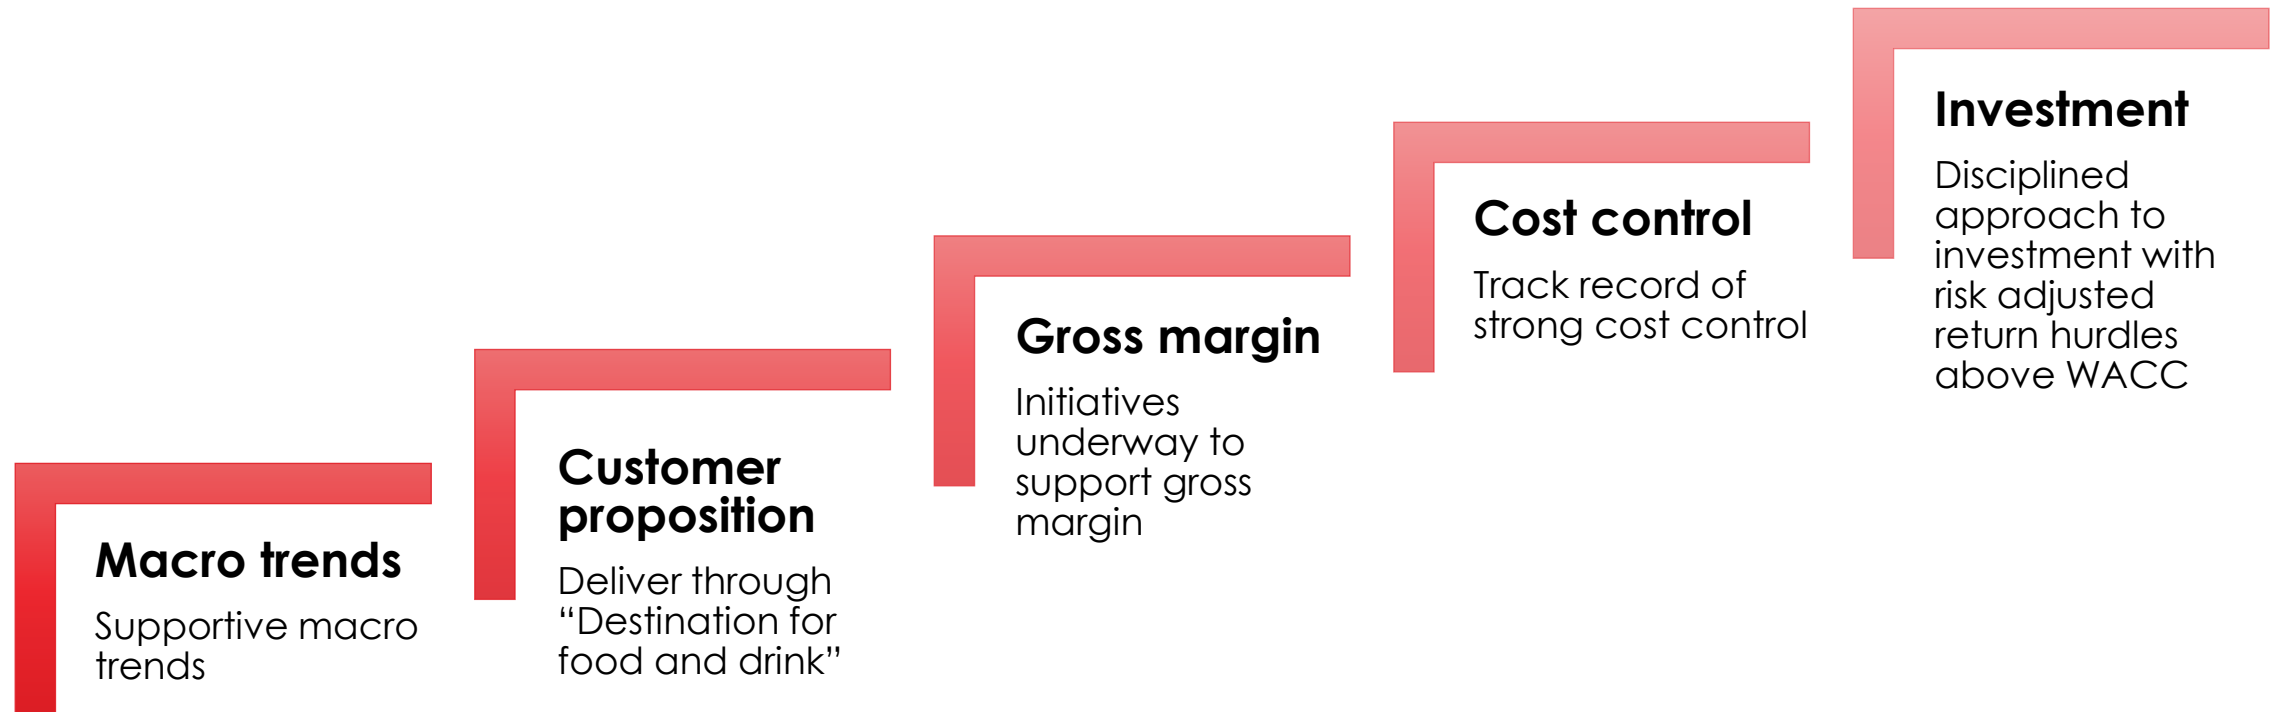 Macro trends
Supportive macro
trends
Customer
proposition
Deliver through
“Destination for
food and drink”
Gross margin
Initiatives
underway to
support gross
margin
Cost control
Track record of
strong cost control
Investment
Disciplined
approach to
investment with
risk adjusted
return hurdles
above WACC